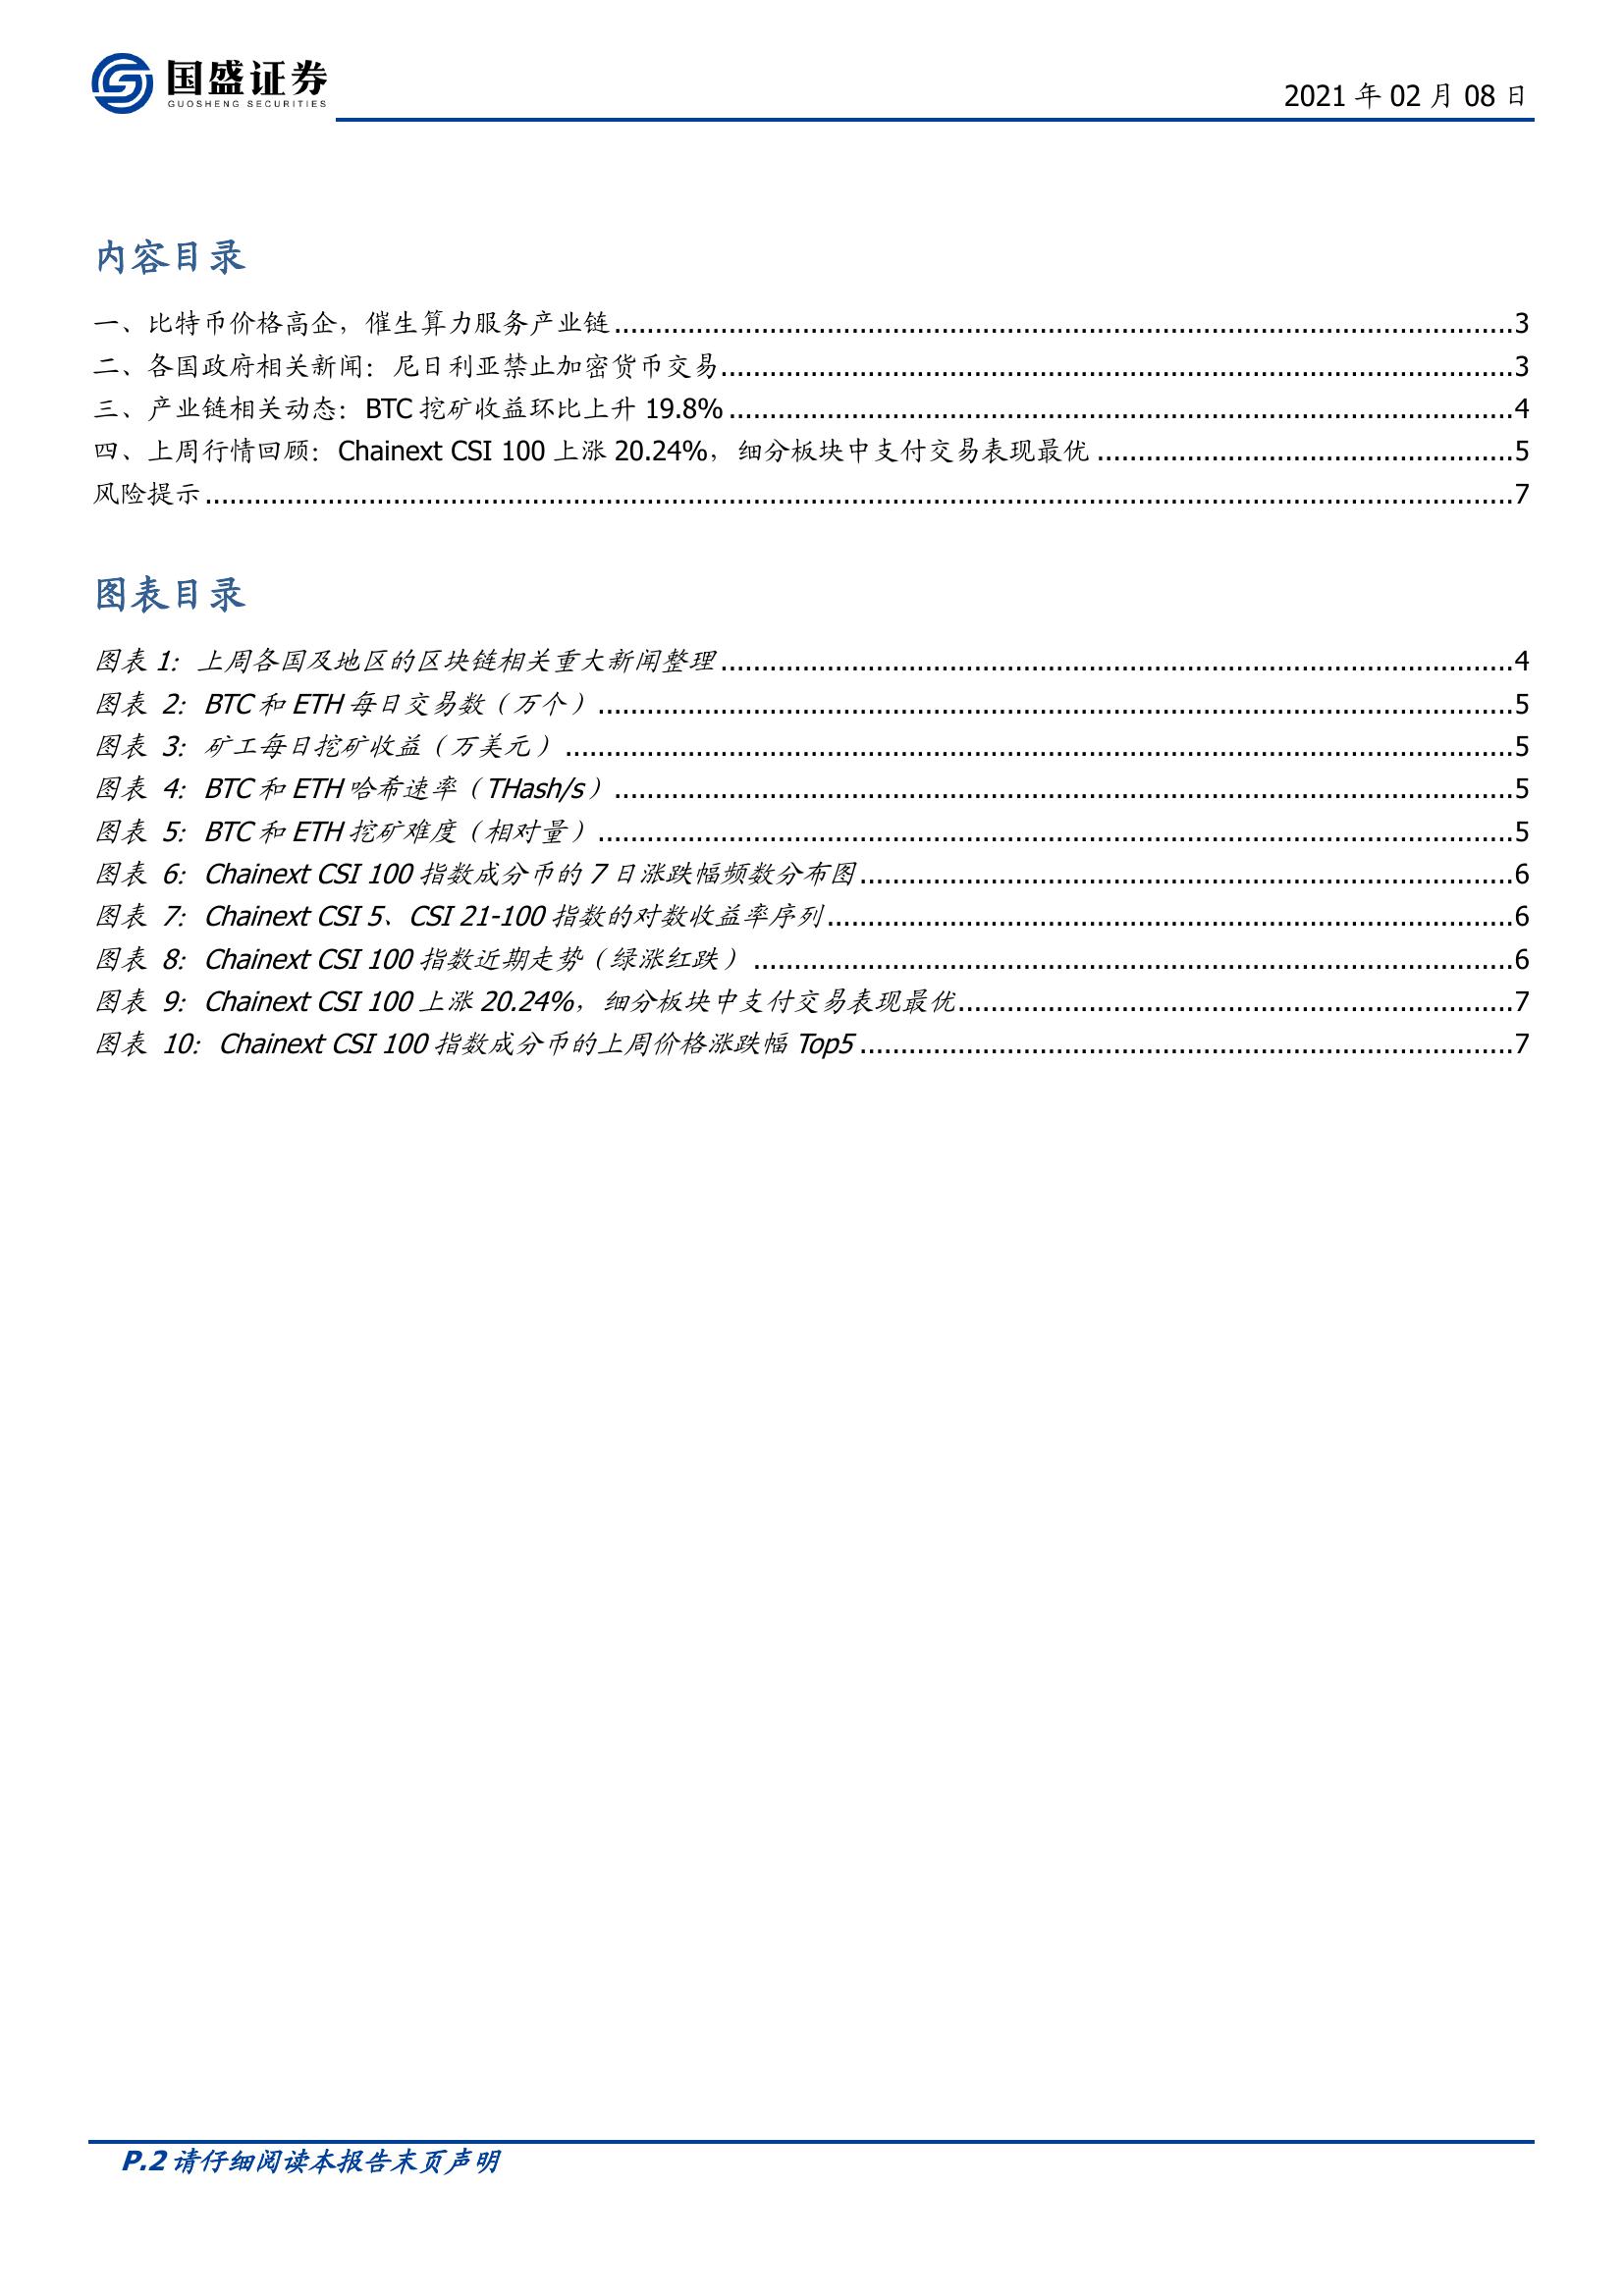 国盛证券
GUOSHENG SECURITIES
2021 年 02 月 08 日
内容目录
一、比特币价格高企，催生算力服务产业链....................3
二、各国政府相关新闻：尼日利亚禁止加密货币交易....................3
三、产业链相关动态：BTC 挖矿收益环比上升 19.8%....................4
四、上周行情回顾：Chainext CSI 100 上涨 20.24%，细分板块中支付交易表现最优....................5
风险提示....................7
图表目录
图表 1：上周各国及地区的区块链相关重大新闻整理....................4
图表 2：BTC 和 ETH 每日交易数（万个）....................5
图表 3：矿工每日挖矿收益（万美元）....................5
图表 4：BTC 和 ETH 哈希速率（THash/s）....................5
图表 5：BTC 和 ETH 挖矿难度（相对量）....................5
图表 6：Chainext CSI 100 指数成分币的 7 日涨跌幅频数分布图....................6
图表 7：Chainext CSI 5、CSI 21-100 指数的对数收益率序列....................6
图表 8：Chainext CSI 100 指数近期走势（绿涨红跌）....................6
图表 9：Chainext CSI 100 上涨 20.24%，细分板块中支付交易表现最优....................7
图表 10：Chainext CSI 100 指数成分币的上周价格涨跌幅 Top5....................7
P.2 请仔细阅读本报告末页声明